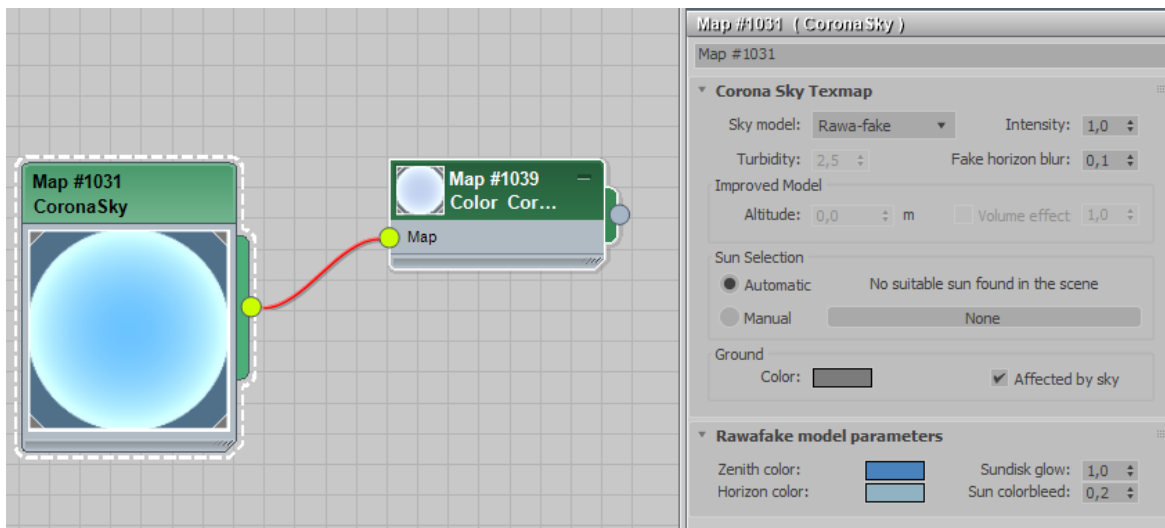 Map #1031
CoronaSky
Map #1039
Color Cor...
Map
Map #1031 ( CoronaSky )
Map #1031
Corona Sky Texmap
Sky model: Rawa-fake Intensity: 1,0
Turbidity: 2,5 Fake horizon blur: 0,1
Improved Model
Altitude: 0,0 m Volume effect 1,0
Sun Selection
Automatic No suitable sun found in the scene
Manual None
Ground
Color: Affected by sky
Rawafake model parameters
Zenith color: Sundisk glow: 1,0
Horizon color: Sun colorbleed: 0,2